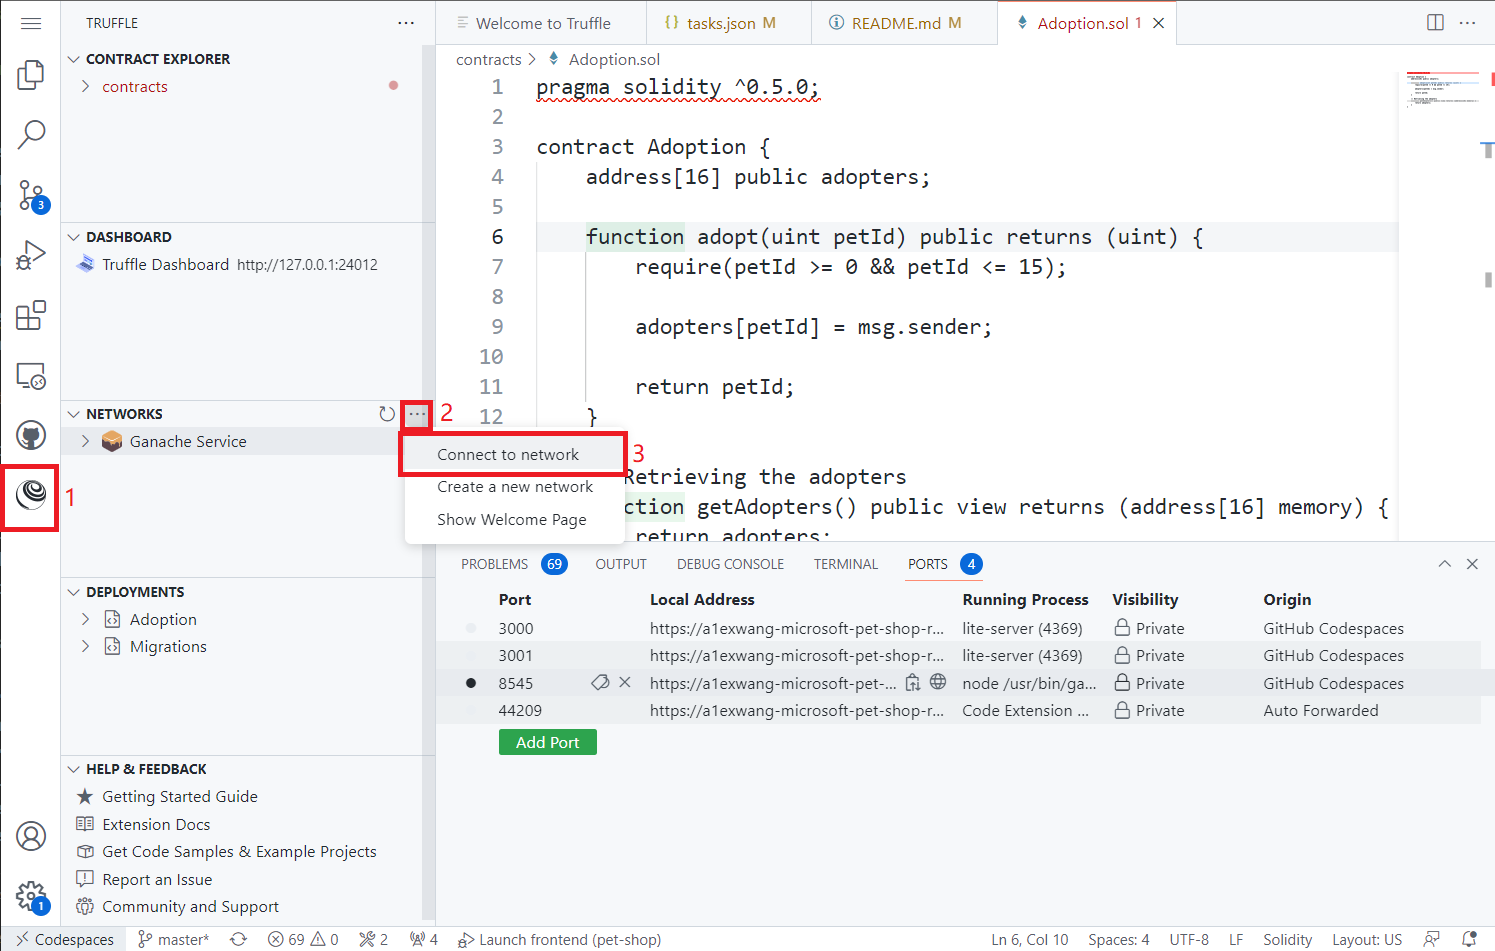 TRUFFLE
CONTRACT EXPLORER
contracts
DASHBOARD
Truffle Dashboard http://127.0.0.1:24012
NETWORKS
2
Ganache Service
Connect to network
3
Create a new network
Show Welcome Page
1
DEPLOYMENTS
Adoption
Migrations
HELP & FEEDBACK
Getting Started Guide
Extension Docs
Get Code Samples & Example Projects
Report an Issue
Community and Support
3
1
Welcome to Truffle
tasks.json M
README.md M
Adoption.sol 1
contracts > Adoption.sol
1 pragma solidity ^0.5.0;
2
3 contract Adoption {
4 address[16] public adopters;
5
6 function adopt(uint petId) public returns (uint) {
7 require(petId >= 0 && petId <= 15);
8
9 adopters[petId] = msg.sender;
10
11 return petId;
12 }
Retrieving the adopters
ction getAdopters() public view returns (address[16] memory) {
return adopters;
PROBLEMS 69 OUTPUT DEBUG CONSOLE TERMINAL PORTS 4
Port Local Address Running Process Visibility Origin
3000 https://a1exwang-microsoft-pet-shop-r... lite-server (4369) Private GitHub Codespaces
3001 https://a1exwang-microsoft-pet-shop-r... lite-server (4369) Private GitHub Codespaces
8545 https://a1exwang-microsoft-pet-... node /usr/bin/ga... Private GitHub Codespaces
44209 https://a1exwang-microsoft-pet-shop-r... Code Extension ... Private Auto Forwarded
Add Port
Codespaces master* 69 0 2 4 Launch frontend (pet-shop) Ln 6, Col 10 Spaces: 4 UTF-8 LF Solidity Layout: US